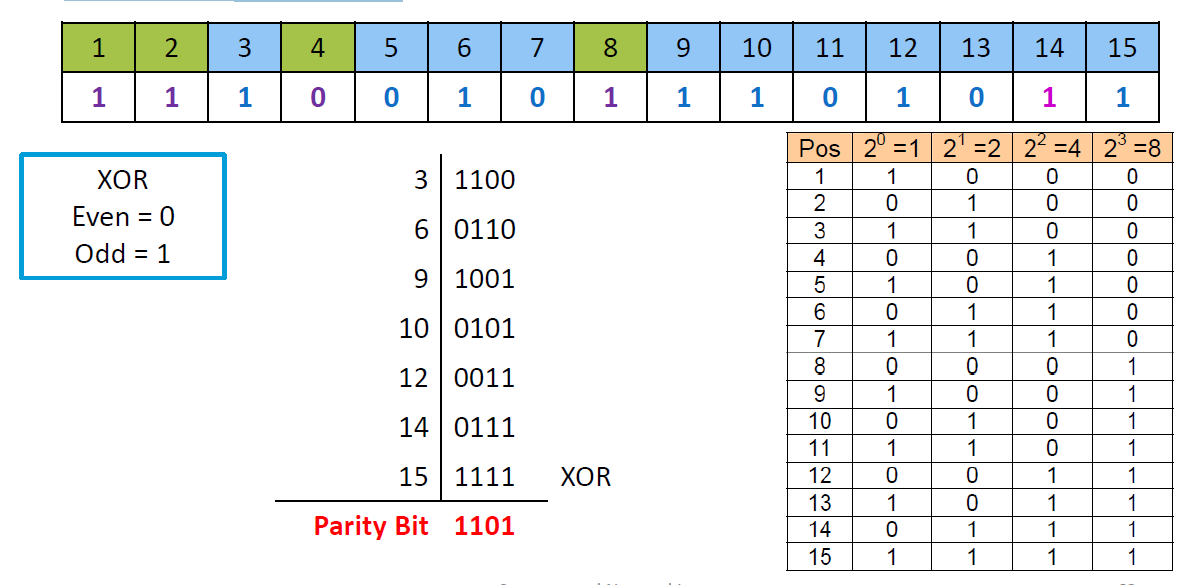 1 2 3 4 5 6 7 8 9 10 11 12 13 14 15
1 1 1 0 0 1 0 1 1 1 0 1 0 1 1
XOR
Even = 0
Odd = 1
3 1100
6 0110
9 1001
10 0101
12 0011
14 0111
15 1111 XOR
Parity Bit 1101
Pos 2⁰ =1 2¹ =2 2² =4 2³ =8
1 1 0 0 0
2 0 1 0 0
3 1 1 0 0
4 0 0 1 0
5 1 0 1 0
6 0 1 1 0
7 1 1 1 0
8 0 0 0 1
9 1 0 0 1
10 0 1 0 1
11 1 1 0 1
12 0 0 1 1
13 1 0 1 1
14 0 1 1 1
15 1 1 1 1